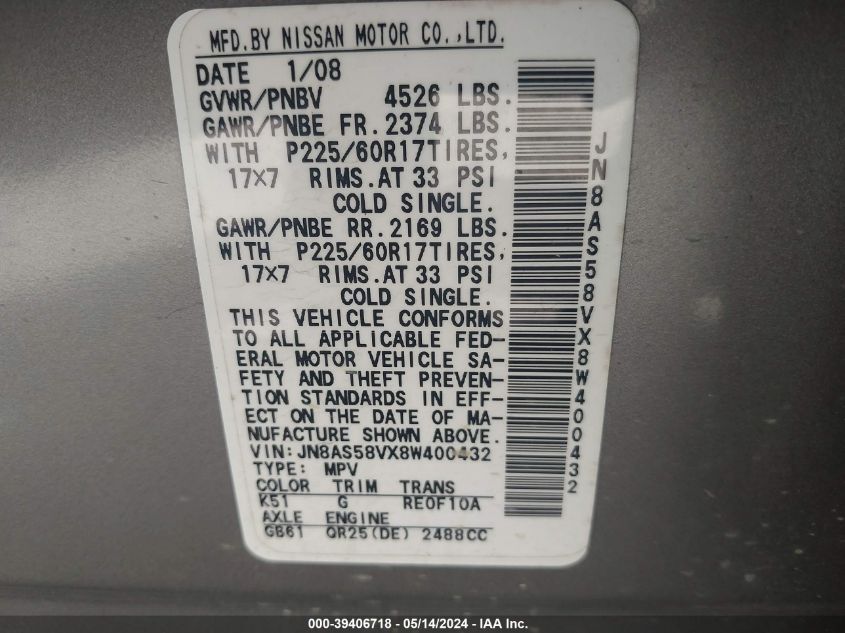 MFD.BY NISSAN MOTOR CO.,LTD.
DATE 1/08
GVWR/PNBV 4526 LBS.
GAWR/PNBE FR.2374 LBS.
WITH P225/60R17TIRES,
17X7 RIMS.AT 33 PSI
COLD SINGLE.
GAWR/PNBE RR.2169 LBS.
WITH P225/60R17TIRES,
17X7 RIMS.AT 33 PSI
COLD SINGLE.
THIS VEHICLE CONFORMS
TO ALL APPLICABLE FED-
ERAL MOTOR VEHICLE SA-
FETY AND THEFT PREVEN-
TION STANDARDS IN EFF-
ECT ON THE DATE OF MA-
NUFACTURE SHOWN ABOVE.
VIN:JN8AS58VX8W400432
TYPE: MPV
COLOR TRIM TRANS
K51 G RE0F10A
AXLE ENGINE
GB61 QR25(DE) 2488CC
JN8AS58VX8W400432
000-39406718 - 05/14/2024 - IAA Inc.